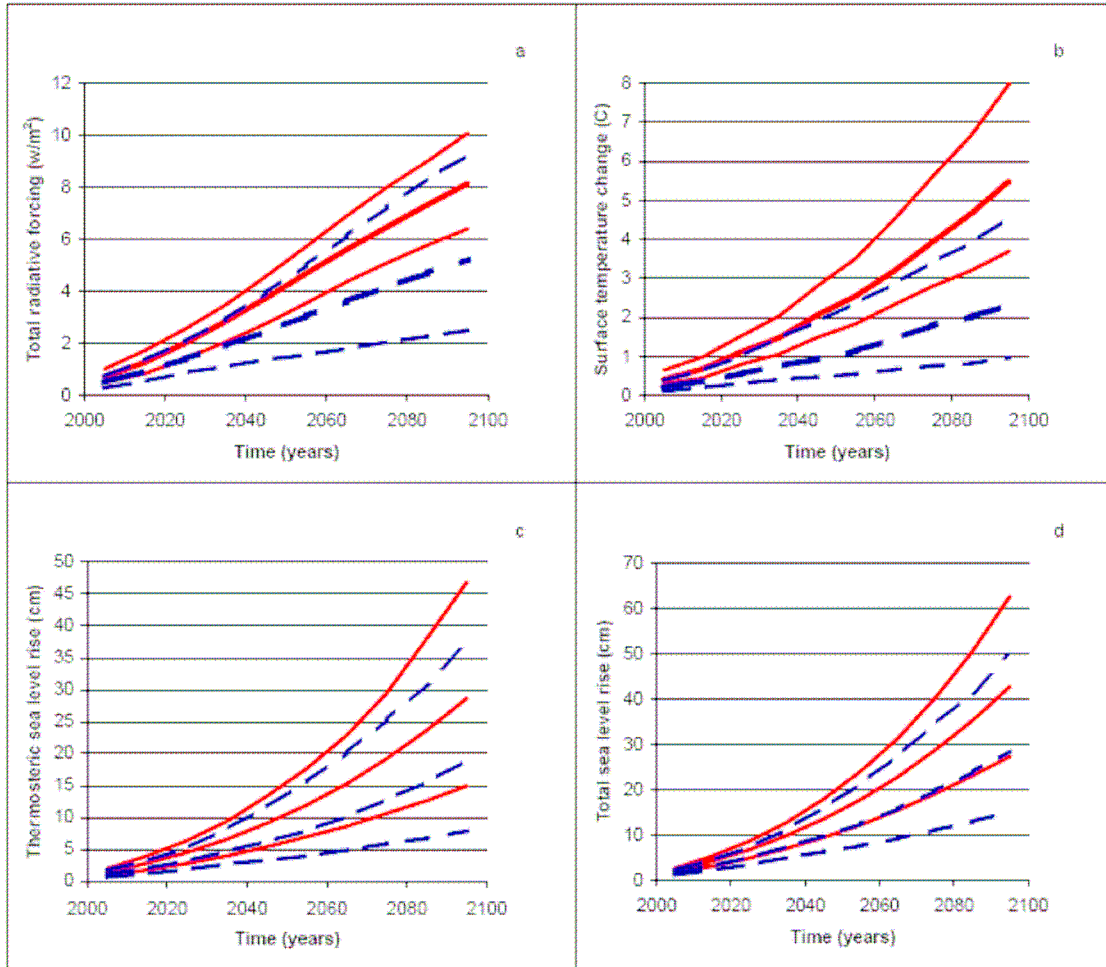 a
Total radiative forcing (w/m²)
12
10
8
6
4
2
0
2000 2020 2040 2060 2080 2100
Time (years)
b
Surface temperature change (C)
8
7
6
5
4
3
2
1
0
2000 2020 2040 2060 2080 2100
Time (years)
c
Thermosteric sea level rise (cm)
50
45
40
35
30
25
20
15
10
5
0
2000 2020 2040 2060 2080 2100
Time (years)
d
Total sea level rise (cm)
70
60
50
40
30
20
10
0
2000 2020 2040 2060 2080 2100
Time (years)